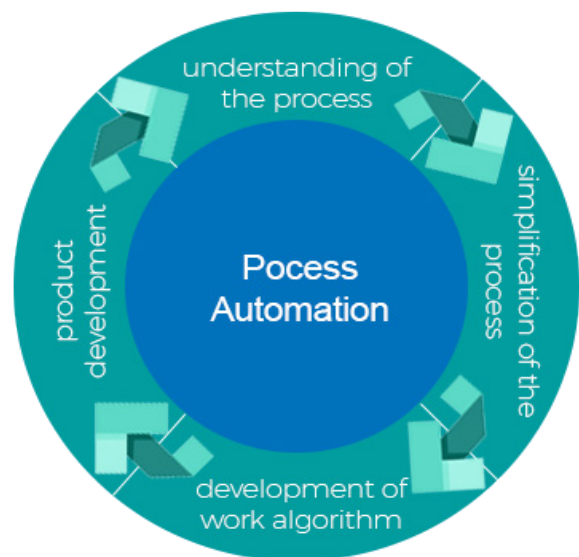 understanding of
the process
simplification of the
process
development of
work algorithm
product
development
Pocess
Automation